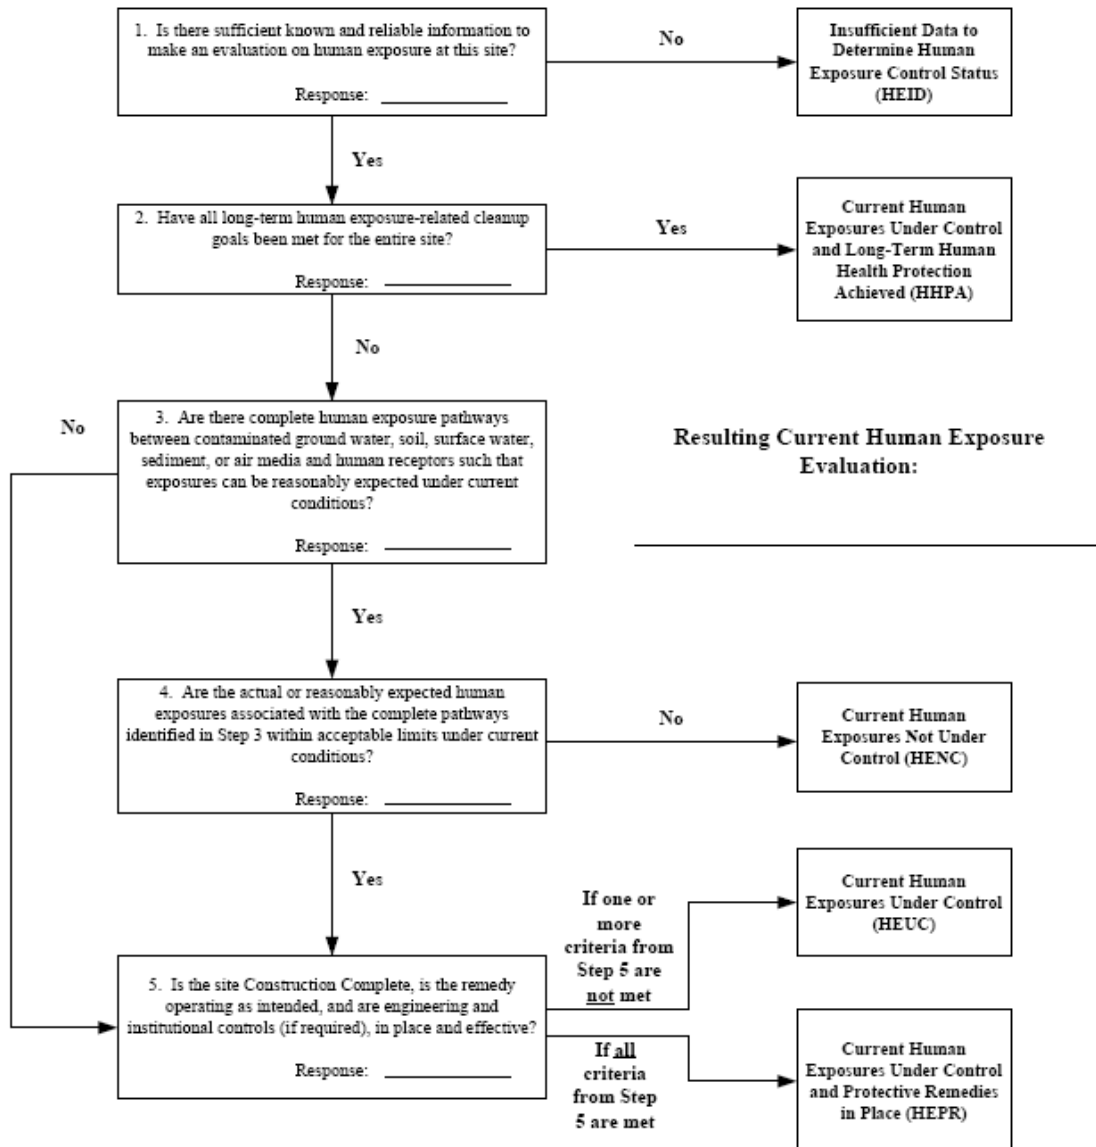 1. Is there sufficient known and reliable information to
make an evaluation on human exposure at this site?
Response:
No
Insufficient Data to
Determine Human
Exposure Control Status
(HEID)
Yes
2. Have all long-term human exposure-related cleanup
goals been met for the entire site?
Response:
Yes
Current Human
Exposures Under Control
and Long-Term Human
Health Protection
Achieved (HHPA)
No
No
3. Are there complete human exposure pathways
between contaminated ground water, soil, surface water,
sediment, or air media and human receptors such that
exposures can be reasonably expected under current
conditions?
Response:
Resulting Current Human Exposure
Evaluation:
Yes
4. Are the actual or reasonably expected human
exposures associated with the complete pathways
identified in Step 3 within acceptable limits under current
conditions?
Response:
No
Current Human
Exposures Not Under
Control (HENC)
Yes
If one or
more
criteria from
Step 5 are
not met
Current Human
Exposures Under Control
(HEUC)
5. Is the site Construction Complete, is the remedy
operating as intended, and are engineering and
institutional controls (if required), in place and effective?
Response:
If all
criteria
from Step
5 are met
Current Human
Exposures Under Control
and Protective Remedies
in Place (HEPR)